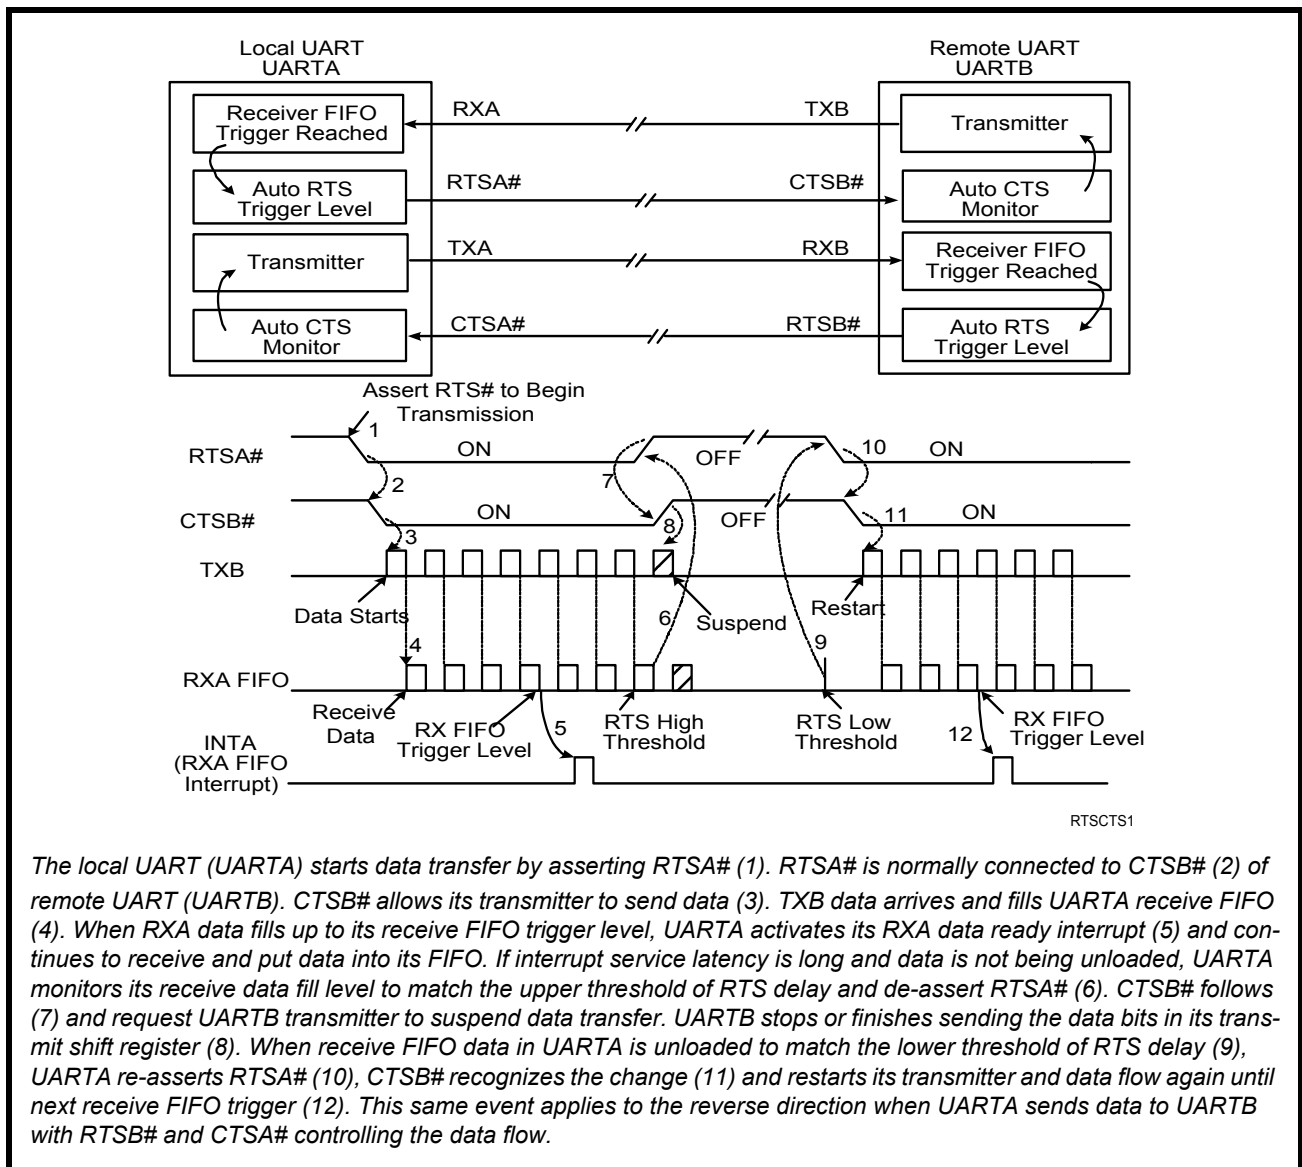 Local UART
UARTA
Remote UART
UARTB
Receiver FIFO
Trigger Reached
RXA
TXB
Transmitter
Auto RTS
Trigger Level
RTSA#
CTSB#
Auto CTS
Monitor
Transmitter
TXA
RXB
Receiver FIFO
Trigger Reached
Auto CTS
Monitor
CTSA#
RTSB#
Auto RTS
Trigger Level
Assert RTS# to Begin
Transmission
1
RTSA#
ON
OFF
10
ON
2
7
CTSB#
ON
8
OFF
11
ON
3
TXB
Data Starts
6
Suspend
Restart
4
9
RXA FIFO
Receive
Data
RX FIFO
Trigger Level
5
RTS High
Threshold
RTS Low
Threshold
12
RX FIFO
Trigger Level
INTA
(RXA FIFO
Interrupt)
RTSCTS1
The local UART (UARTA) starts data transfer by asserting RTSA# (1). RTSA# is normally connected to CTSB# (2) of
remote UART (UARTB). CTSB# allows its transmitter to send data (3). TXB data arrives and fills UARTA receive FIFO
(4). When RXA data fills up to its receive FIFO trigger level, UARTA activates its RXA data ready interrupt (5) and con-
tinues to receive and put data into its FIFO. If interrupt service latency is long and data is not being unloaded, UARTA
monitors its receive data fill level to match the upper threshold of RTS delay and de-assert RTSA# (6). CTSB# follows
(7) and request UARTB transmitter to suspend data transfer. UARTB stops or finishes sending the data bits in its trans-
mit shift register (8). When receive FIFO data in UARTA is unloaded to match the lower threshold of RTS delay (9),
UARTA re-asserts RTSA# (10), CTSB# recognizes the change (11) and restarts its transmitter and data flow again until
next receive FIFO trigger (12). This same event applies to the reverse direction when UARTA sends data to UARTB
with RTSB# and CTSA# controlling the data flow.